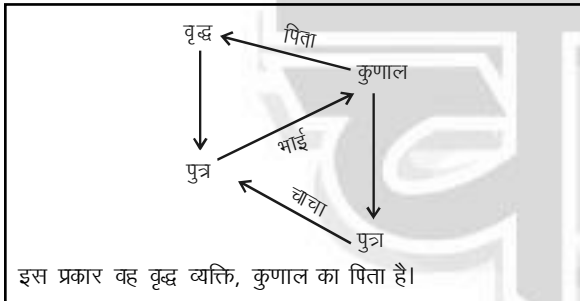 वृद्ध
पिता
कुणाल
भाई
पुत्र
चाचा
पुत्र
इस प्रकार वह वृद्ध व्यक्ति, कुणाल का पिता है।